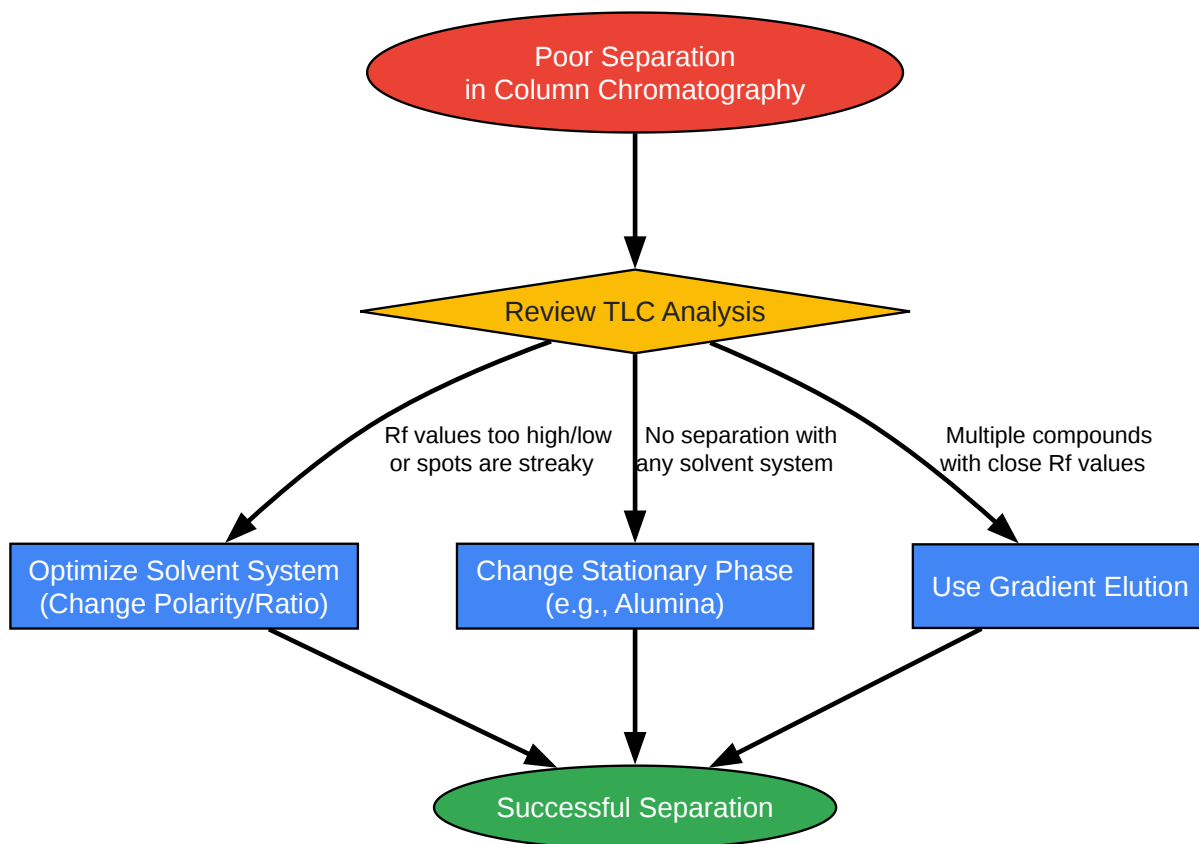 Poor Separation
in Column Chromatography
Review TLC Analysis
Rf values too high/low
or spots are streaky
No separation with
any solvent system
Multiple compounds
with close Rf values
Optimize Solvent System
(Change Polarity/Ratio)
Change Stationary Phase
(e.g., Alumina)
Use Gradient Elution
Successful Separation